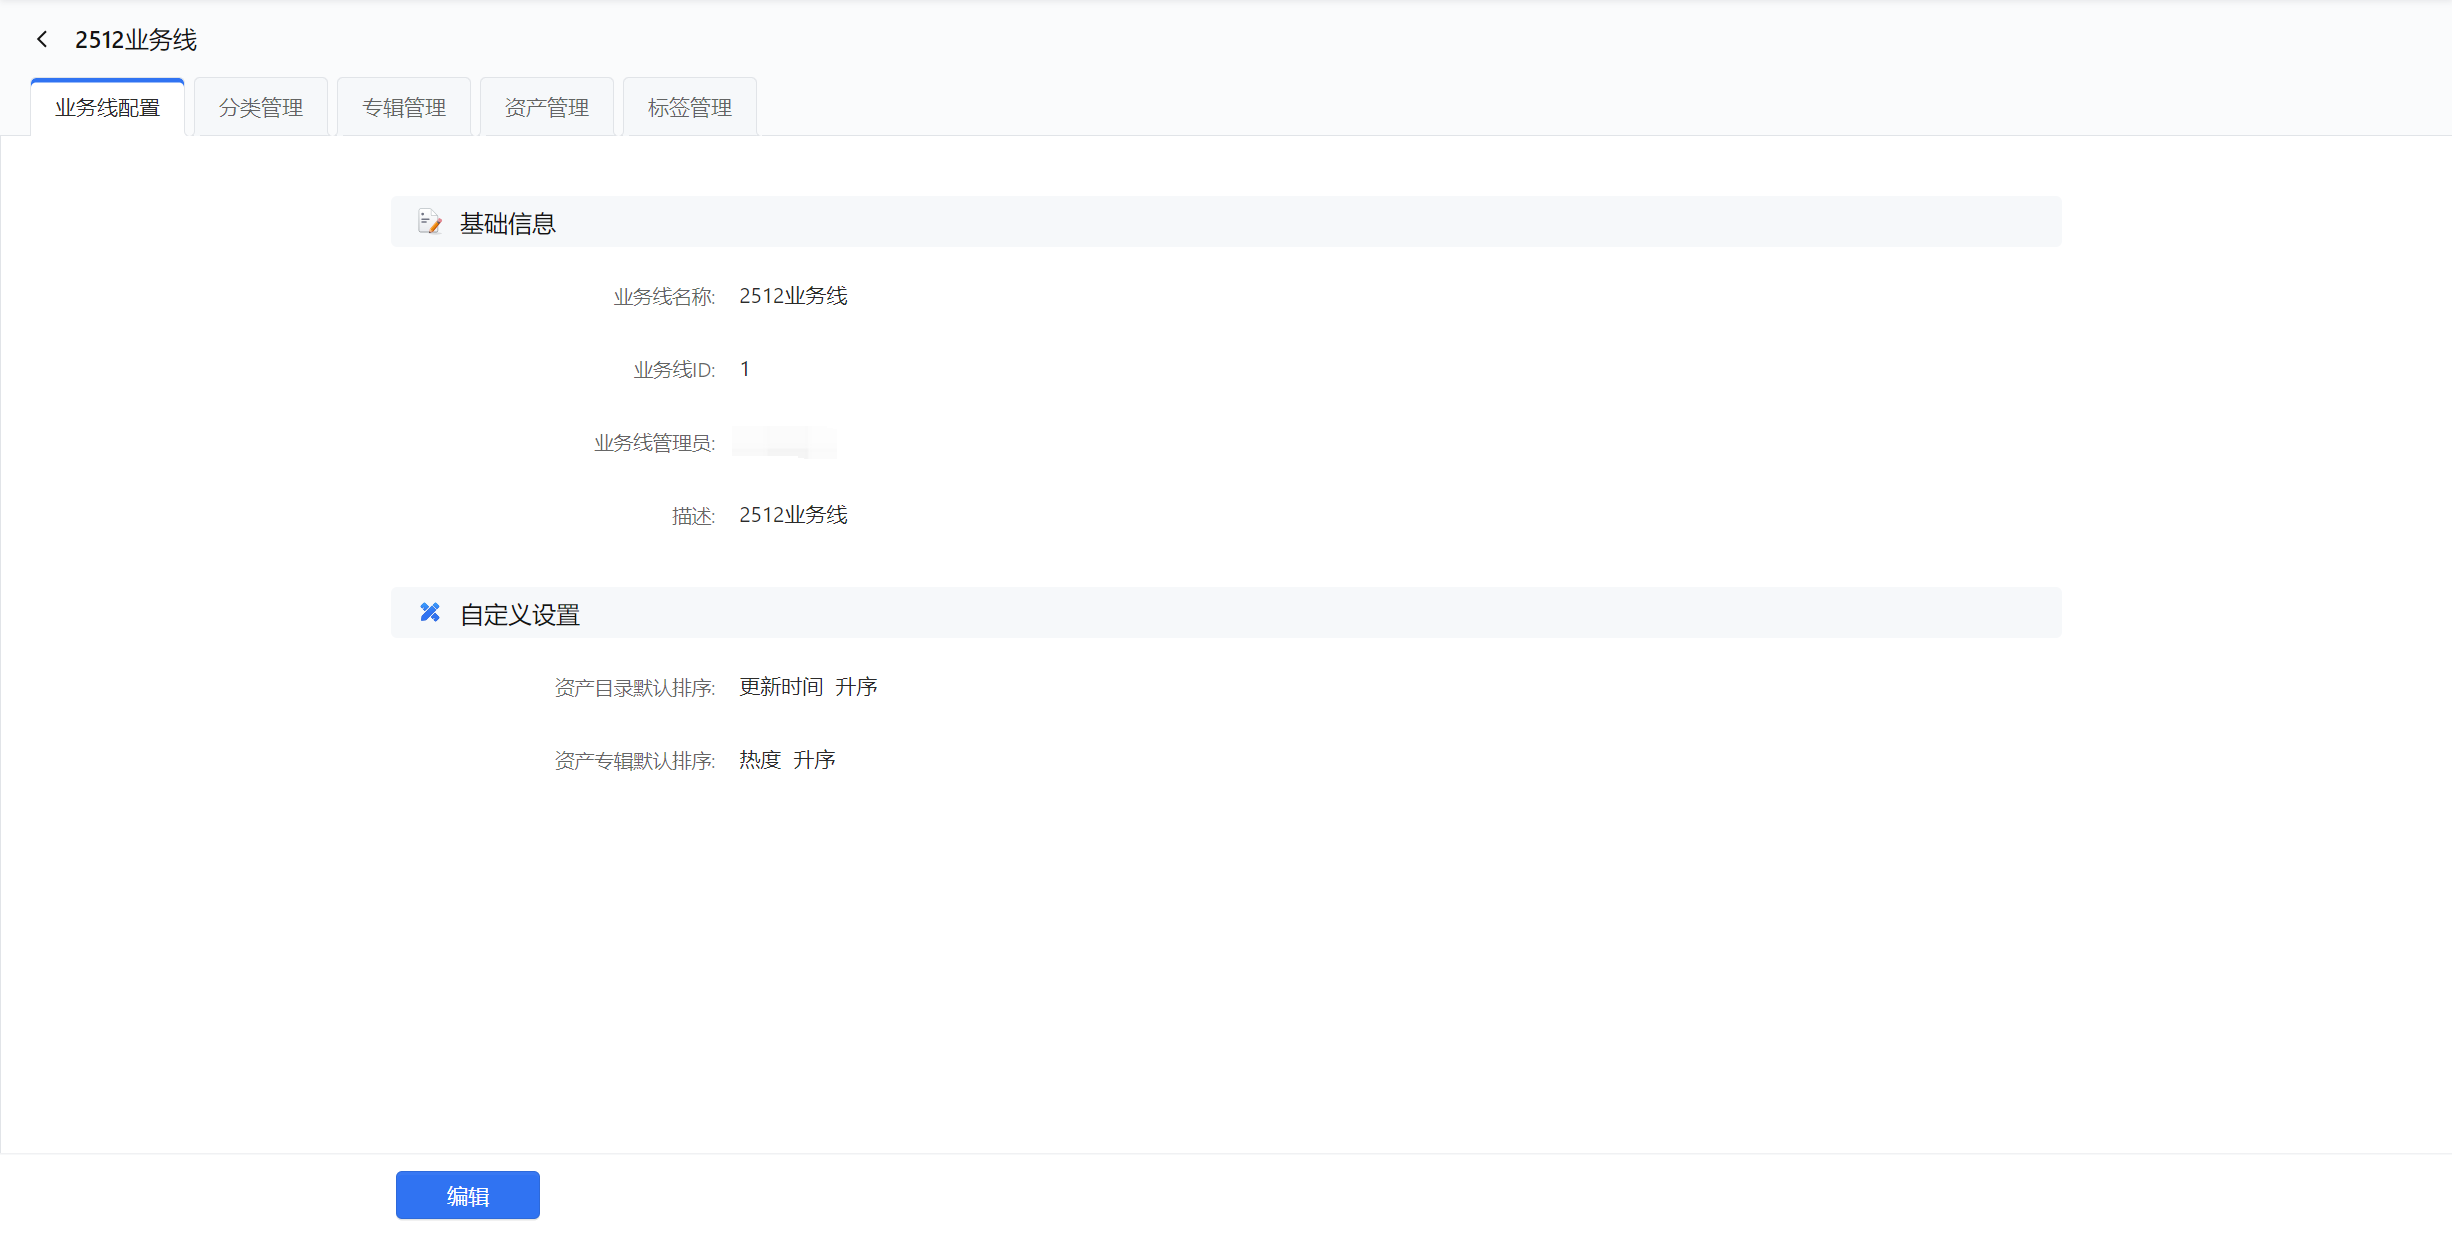 2512业务线
业务线配置 分类管理 专辑管理 资产管理 标签管理
基础信息
业务线名称: 2512业务线
业务线ID: 1
业务线管理员:
描述: 2512业务线
自定义设置
资产目录默认排序: 更新时间 升序
资产专辑默认排序: 热度 升序
编辑